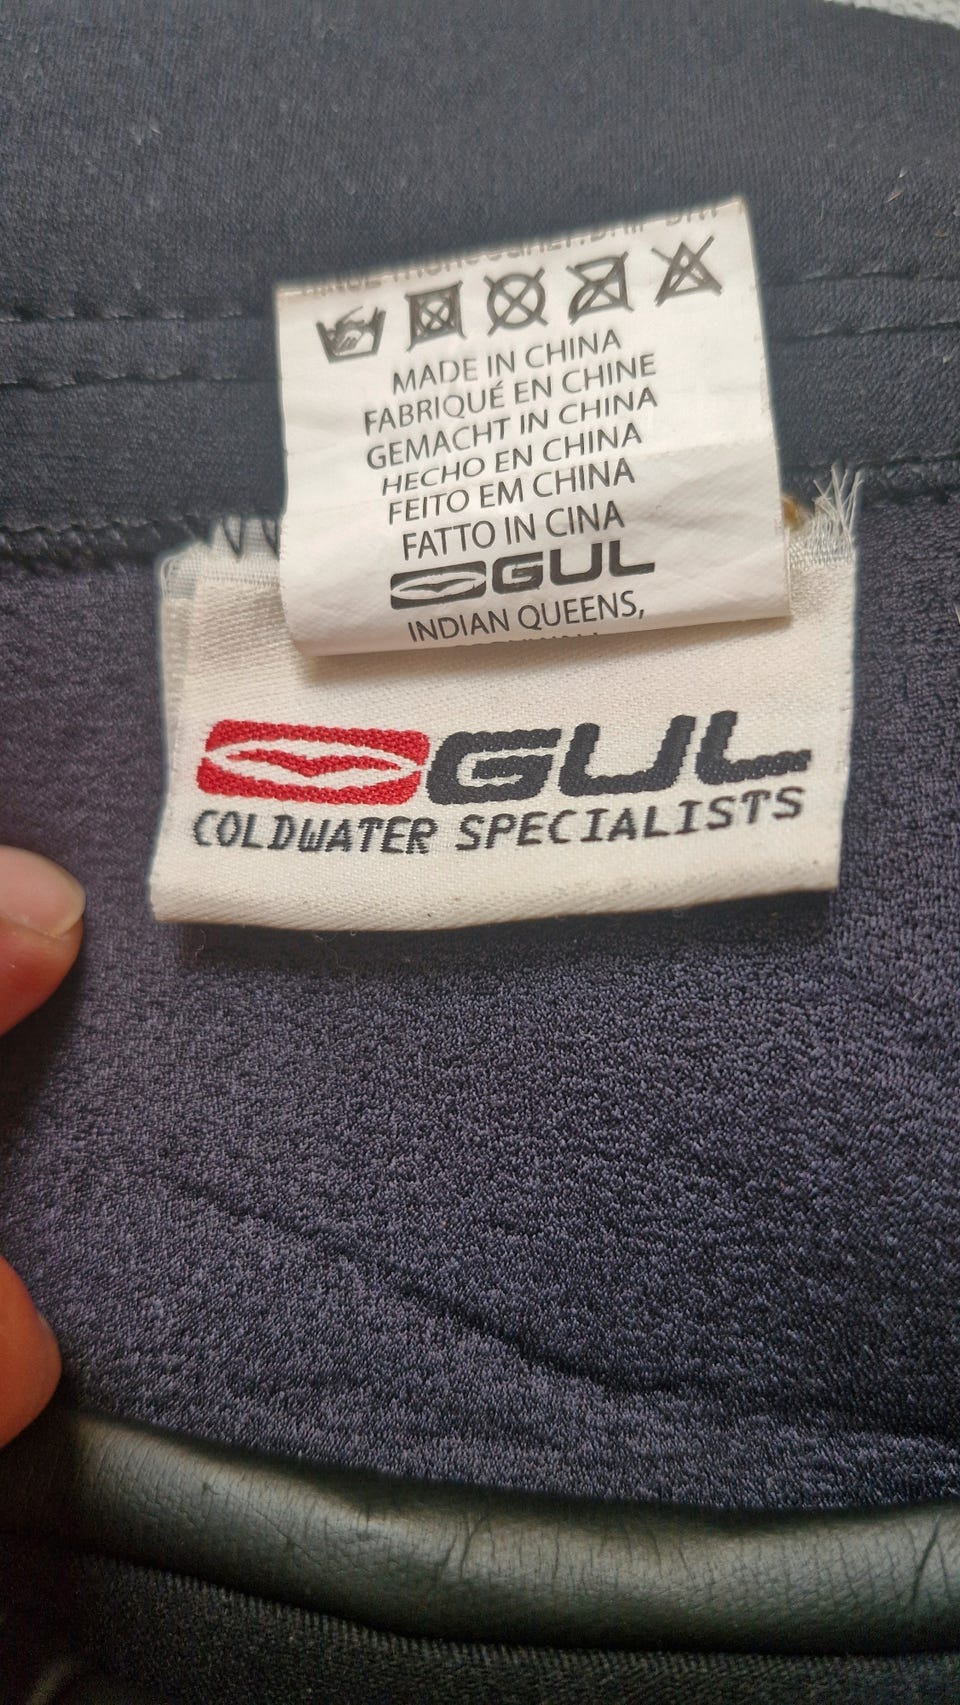 MADE IN CHINA
FABRIQUÉ EN CHINE
GEMACHT IN CHINA
HECHO EN CHINA
FEITO EM CHINA
FATTO IN CINA
GUL
INDIAN QUEENS,
GUL
COLDWATER SPECIALISTS